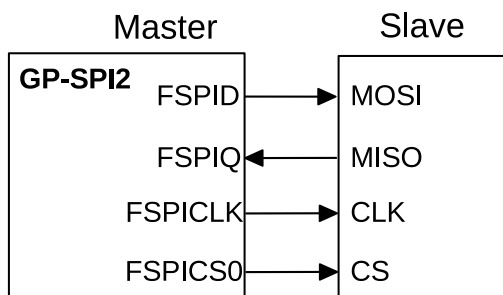 Master Slave
GP-SPI2
FSPID MOSI
FSPIQ MISO
FSPICLK CLK
FSPICS0 CS